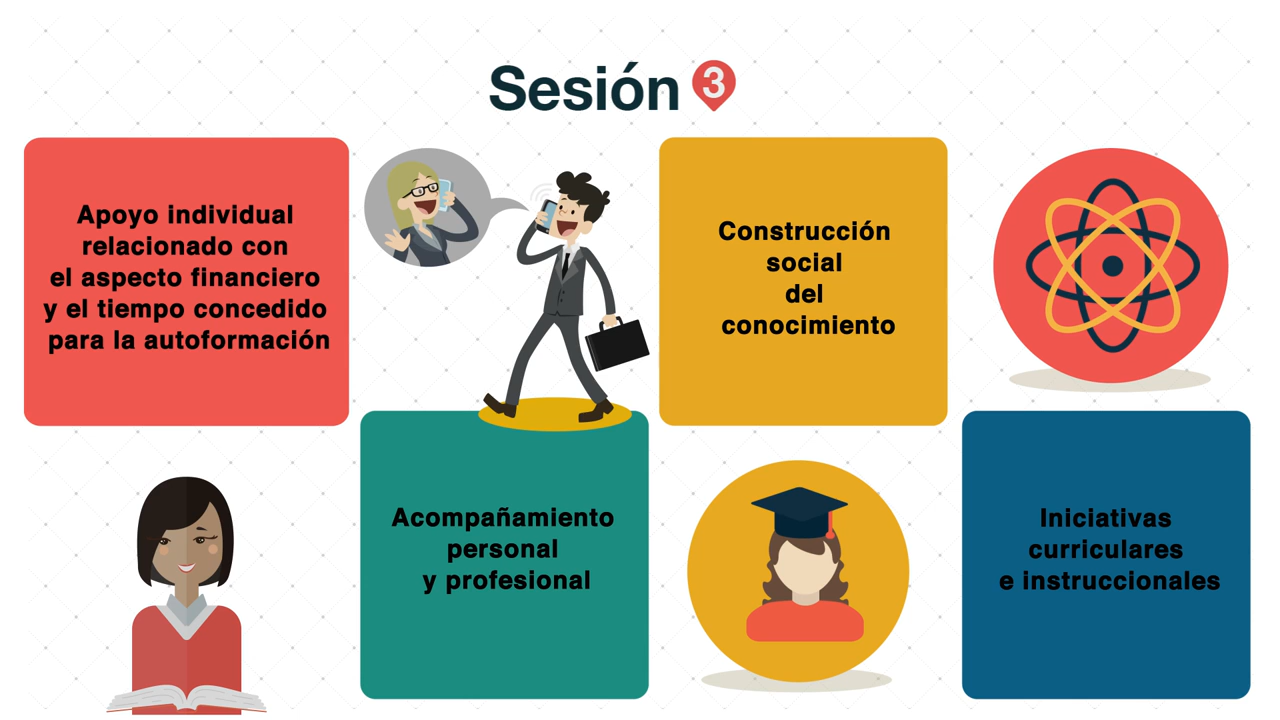 Sesión 3
Apoyo individual
relacionado con
el aspecto financiero
y el tiempo concedido
para la autoformación
Acompañamiento
personal
y profesional
Construcción
social
del
conocimiento
Iniciativas
curriculares
e instruccionales